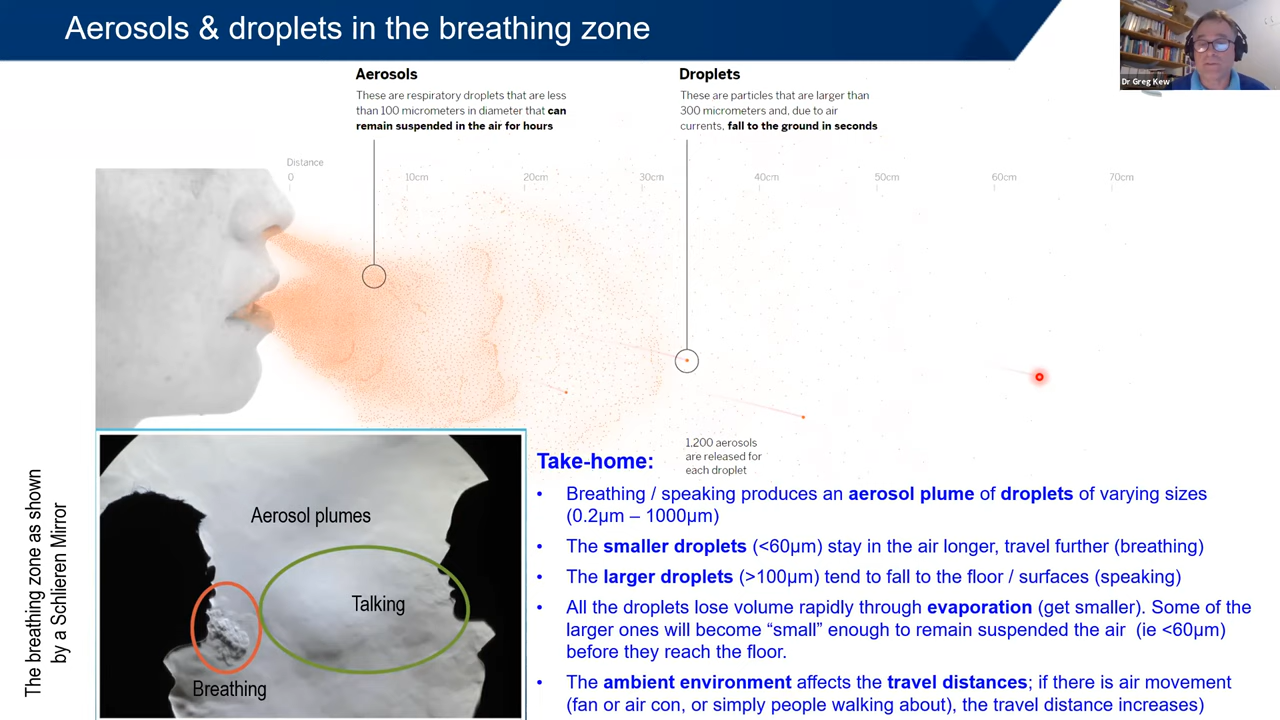 Aerosols & droplets in the breathing zone
Dr Greg Kew
Aerosols
These are respiratory droplets that are less
than 100 micrometers in diameter that can
remain suspended in the air for hours
Droplets
These are particles that are larger than
300 micrometers and, due to air
currents, fall to the ground in seconds
Distance
0 10cm 20cm 30cm 40cm 50cm 60cm 70cm
1,200 aerosols
are released for
each droplet
The breathing zone as shown
by a Schlieren Mirror
Aerosol plumes
Talking
Breathing
Take-home:
• Breathing / speaking produces an aerosol plume of droplets of varying sizes
(0.2µm – 1000µm)
• The smaller droplets (<60µm) stay in the air longer, travel further (breathing)
• The larger droplets (>100µm) tend to fall to the floor / surfaces (speaking)
• All the droplets lose volume rapidly through evaporation (get smaller). Some of the
larger ones will become “small” enough to remain suspended the air (ie <60µm)
before they reach the floor.
• The ambient environment affects the travel distances; if there is air movement
(fan or air con, or simply people walking about), the travel distance increases)